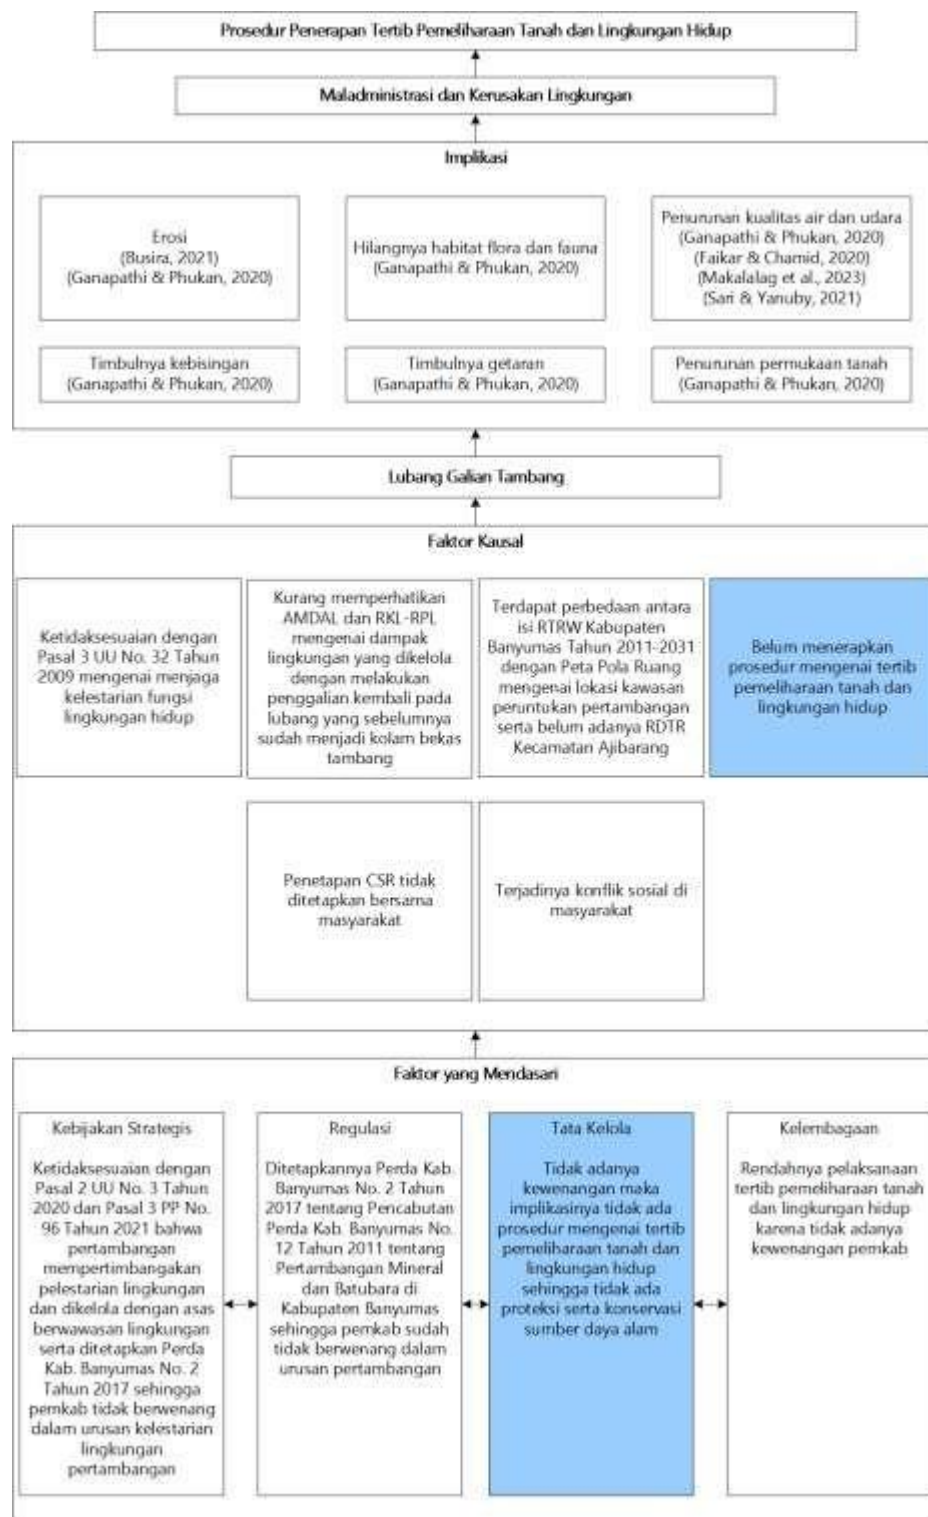 Prosedur Penerapan Tertib Pemeliharaan Tanah dan Lingkungan Hidup
Maladministrasi dan Kerusakan Lingkungan
Implikasi
Erosi
(Busira, 2021)
(Ganapathi & Phukan, 2020)
Hilangnya habitat flora dan fauna
(Ganapathi & Phukan, 2020)
Penurunan kualitas air dan udara
(Ganapathi & Phukan, 2020)
(Faikar & Chamid, 2020)
(Makalalag et al., 2023)
(Sari & Yanuby, 2021)
Timbulnya kebisingan
(Ganapathi & Phukan, 2020)
Timbulnya getaran
(Ganapathi & Phukan, 2020)
Penurunan permukaan tanah
(Ganapathi & Phukan, 2020)
Lubang Galian Tambang
Faktor Kausal
Ketidaksesuaian dengan
Pasal 3 UU No. 32 Tahun
2009 mengenai menjaga
kelestarian fungsi
lingkungan hidup
Kurang memperhatikan
AMDAL dan RKL-RPL
mengenai dampak
lingkungan yang dikelola
dengan melakukan
penggalian kembali pada
lubang yang sebelumnya
sudah menjadi kolam bekas
tambang
Terdapat perbedaan antara
isi RTRW Kabupaten
Banyumas Tahun 2011-2031
dengan Peta Pola Ruang
mengenai lokasi kawasan
peruntukan pertambangan
serta belum adanya RDTR
Kecamatan Ajibarang
Belum menerapkan
prosedur mengenai tertib
pemeliharaan tanah dan
lingkungan hidup
Penetapan CSR tidak
ditetapkan bersama
masyarakat
Terjadinya konflik sosial di
masyarakat
Faktor yang Mendasari
Kebijakan Strategis
Ketidaksesuaian dengan
Pasal 2 UU No. 3 Tahun
2020 dan Pasal 3 PP No.
96 Tahun 2021 bahwa
pertambangan
mempertimbangakan
pelestarian lingkungan
dan dikelola dengan asas
berwawasan lingkungan
serta ditetapkan Perda
Kab. Banyumas No. 2
Tahun 2017 sehingga
pemkab tidak berwenang
dalam urusan kelestarian
lingkungan
pertambangan
Regulasi
Ditetapkannya Perda Kab.
Banyumas No. 2 Tahun
2017 tentang Pencabutan
Perda Kab. Banyumas No.
12 Tahun 2011 tentang
Pertambangan Mineral
dan Batubara di
Kabupaten Banyumas
sehingga pemkab sudah
tidak berwenang dalam
urusan pertambangan
Tata Kelola
Tidak adanya
kewenangan maka
implikasinya tidak ada
prosedur mengenai tertib
pemeliharaan tanah dan
lingkungan hidup
sehingga tidak ada
proteksi serta konservasi
sumber daya alam
Kelembagaan
Rendahnya pelaksanaan
tertib pemeliharaan tanah
dan lingkungan hidup
karena tidak adanya
kewenangan pemkab